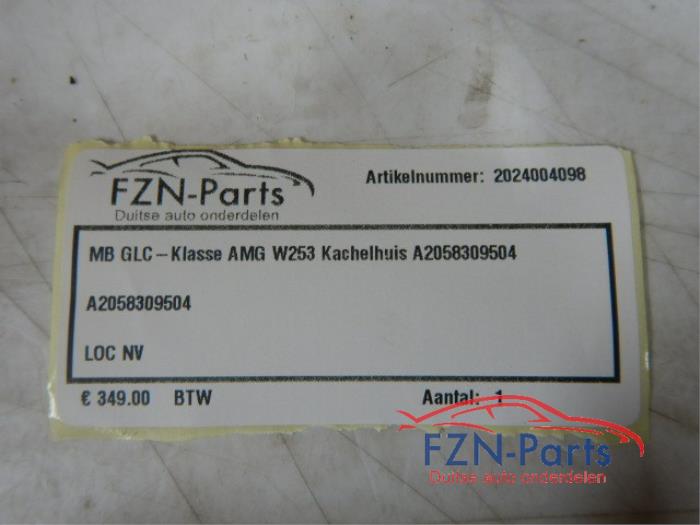 FZN-Parts
Duitse auto onderdelen
Artikelnummer: 2024004098
MB GLC-Klasse AMG W253 Kachelhuis A2058309504
A2058309504
LOC NV
€ 349.00 BTW Aantal: 1
FZN-Parts
Duitse auto onderdelen